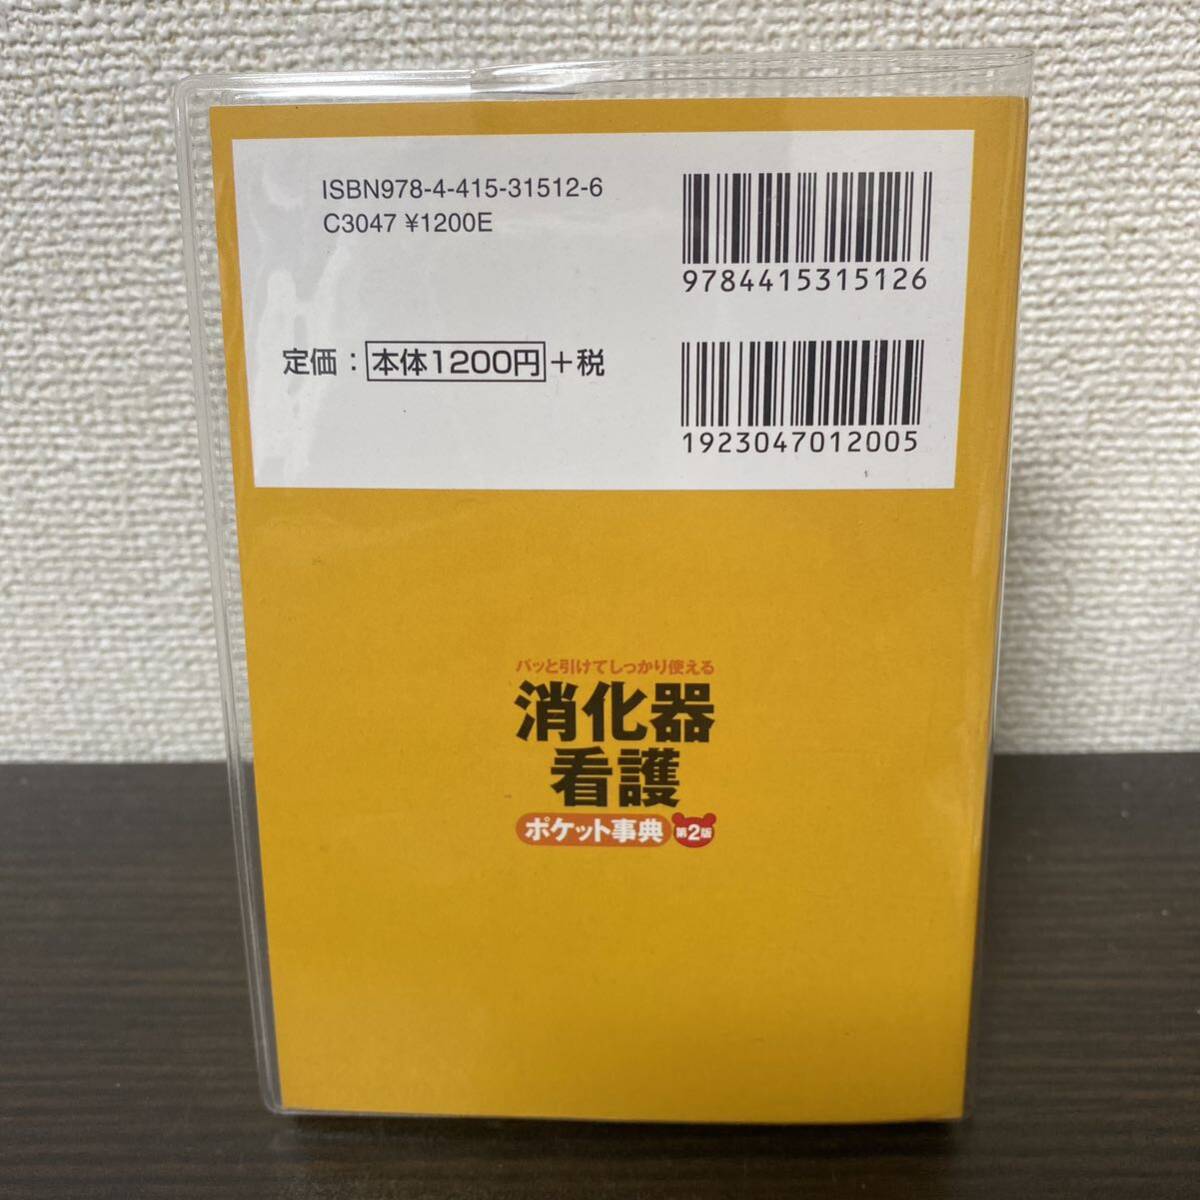 ISBN978-4-415-31512-6
C3047 ¥1200E
9784415315126
定価：本体1200円+税
1923047012005
パッと引けてしっかり使える
消化器
看護
ポケット事典 第2版